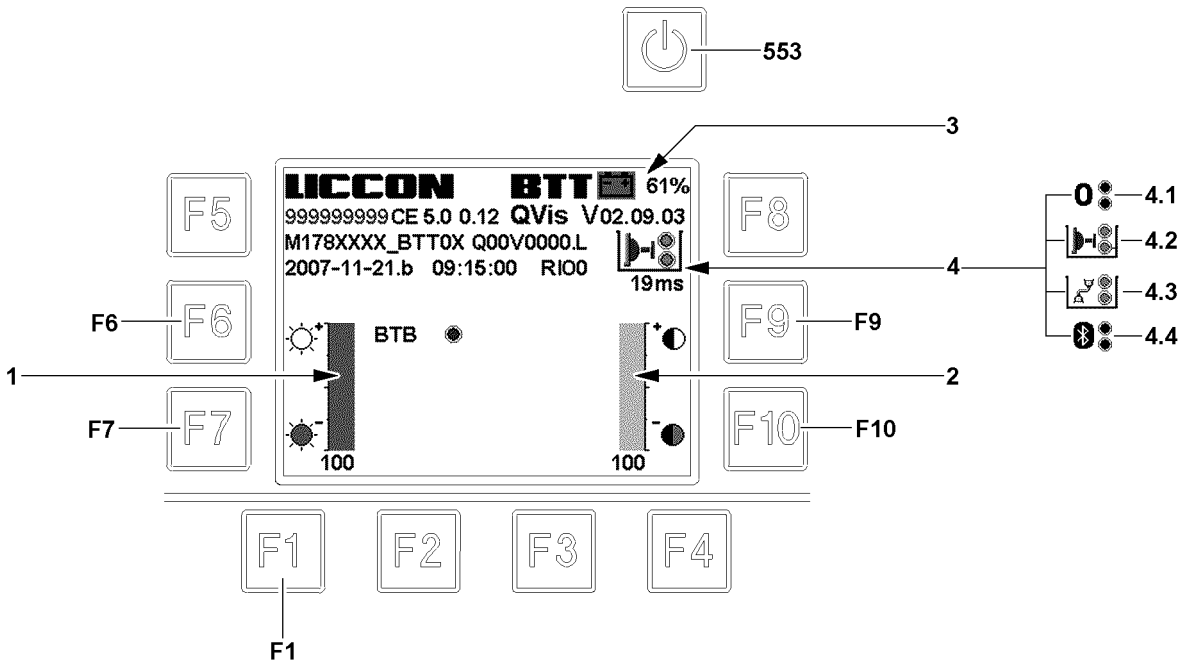 553
3
LICCON BTT - + 61%
999999999 CE 5.0 0.12 QVis V02.09.03
M178XXXX_BTT0X Q00V0000.L
2007-11-21.b 09:15:00 RIO0
19ms
F5
F8
0 4.1
4.2
4
4.3
4.4
F6 F6
F9 F9
+ BTB +
1
2
F7 F7
F10 F10
- -
100 100
F1 F2 F3 F4
F1